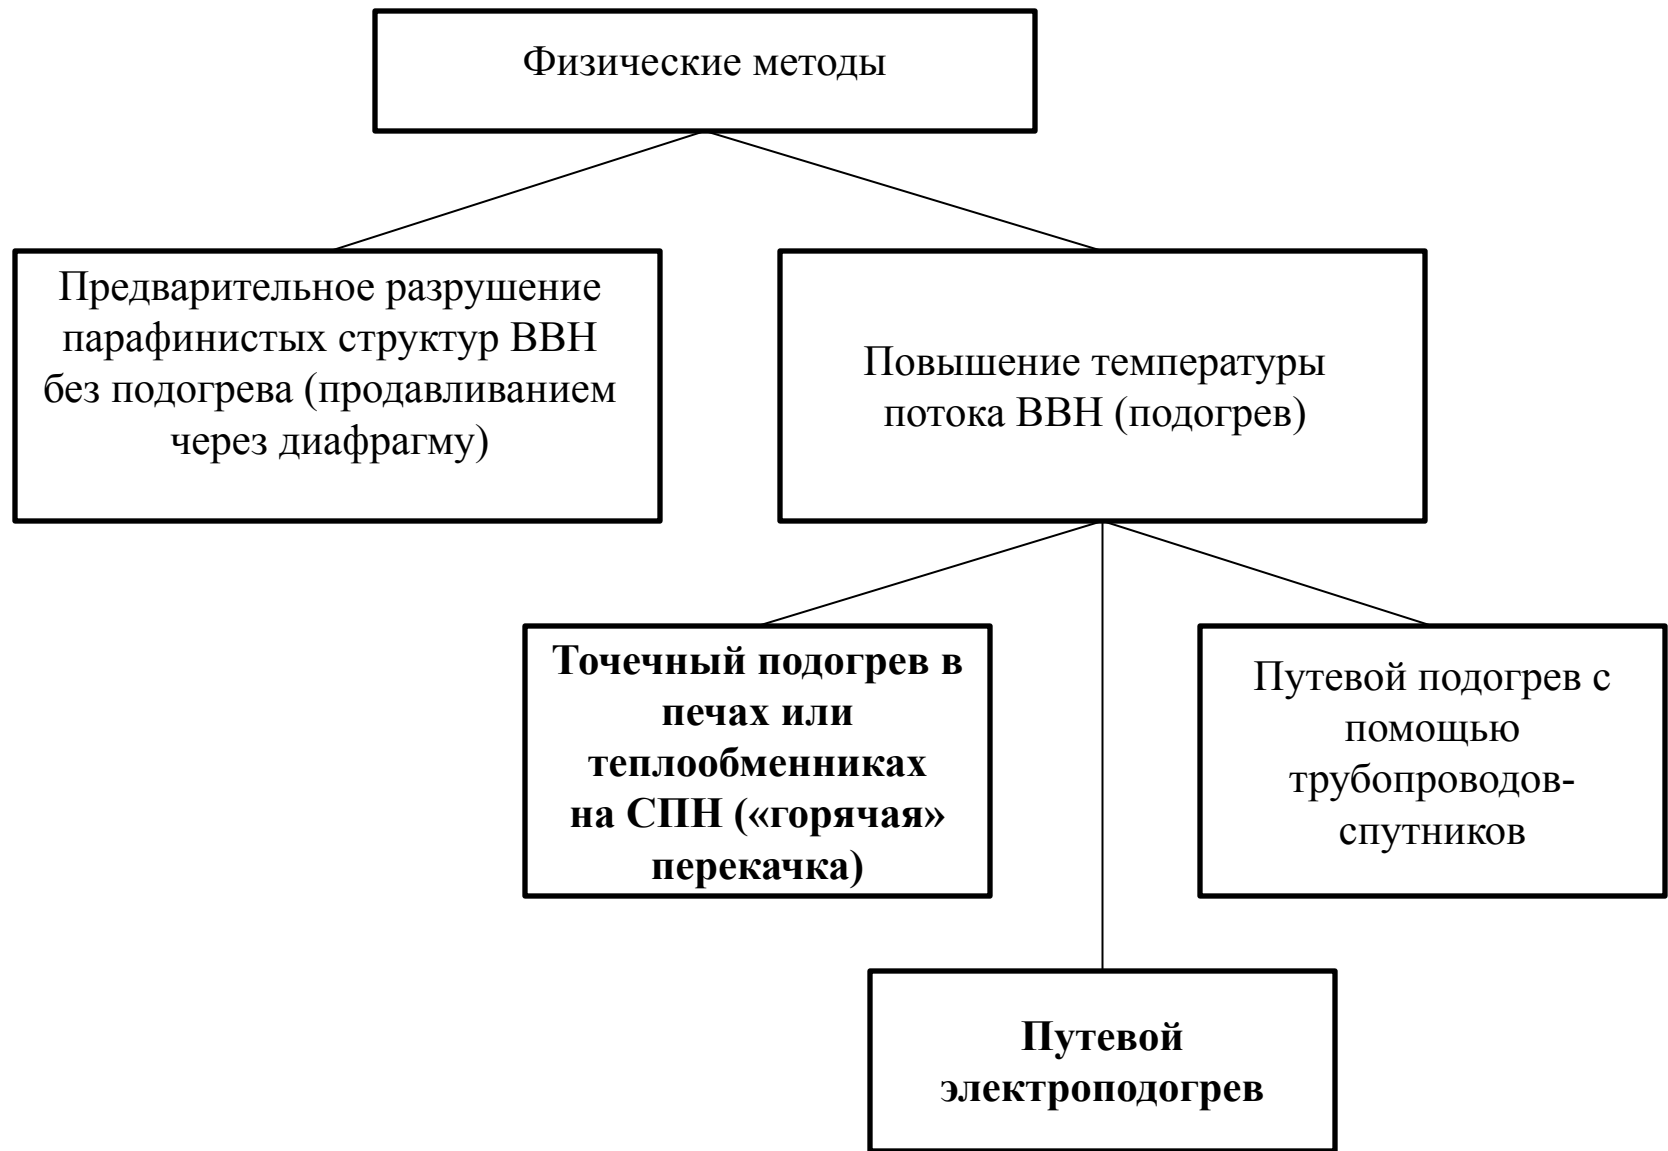 Физические методы
Предварительное разрушение
парафинистых структур ВВН
без подогрева (продавливанием
через диафрагму)
Повышение температуры
потока ВВН (подогрев)
Точечный подогрев в
печах или
теплообменниках
на СПН («горячая»
перекачка)
Путевой подогрев с
помощью
трубопроводов-
спутников
Путевой
электроподогрев